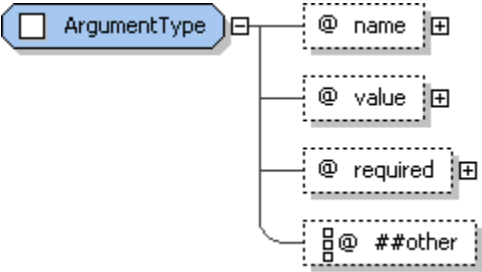 ArgumentType
@ name
@ value
@ required
@ ##other